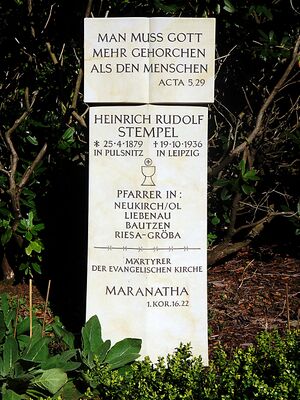 MAN MUSS GOTT
MEHR GEHORCHEN
ALS DEN MENSCHEN
ACTA 5,29
HEINRICH RUDOLF
STEMPEL
* 25·4·1879 † 19·10·1936
IN PULSNITZ IN LEIPZIG
PFARRER IN:
NEUKIRCH/OL
LIEBENAU
BAUTZEN
RIESA-GRÖBA
MÄRTYRER
DER EVANGELISCHEN KIRCHE
MARANATHA
1.KOR.16.22